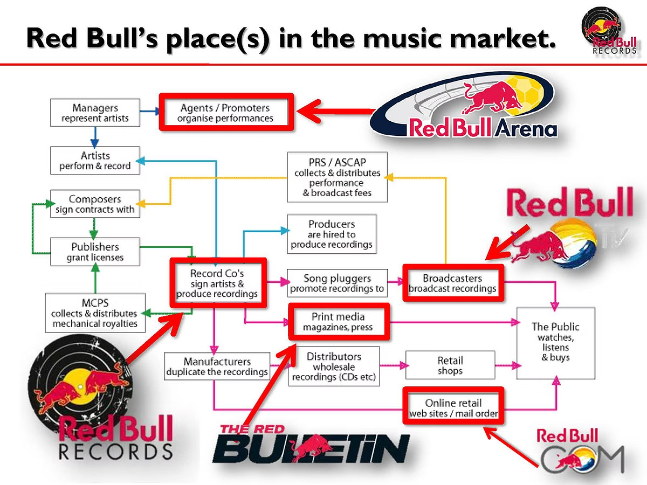 Red Bull's place(s) in the music market.
Red Bull
RECORDS
Managers
represent artists
Agents / Promoters
organise performances
Red Bull Arena
Artists
perform & record
PRS / ASCAP
collects & distributes
performance
& broadcast fees
Composers
sign contracts with
Red Bull
TV
Producers
are hired to
produce recordings
Publishers
grant licenses
Record Co's
sign artists &
produce recordings
Song pluggers
promote recordings to
Broadcasters
broadcast recordings
MCPS
collects & distributes
mechanical royalties
Print media
magazines, press
The Public
watches,
listens
& buys
Manufacturers
duplicate the recordings
Distributors
wholesale
recordings (CDs etc)
Retail
shops
Online retail
web sites / mail order
Red Bull
RECORDS
THE RED
BULLETiN
Red Bull
COM